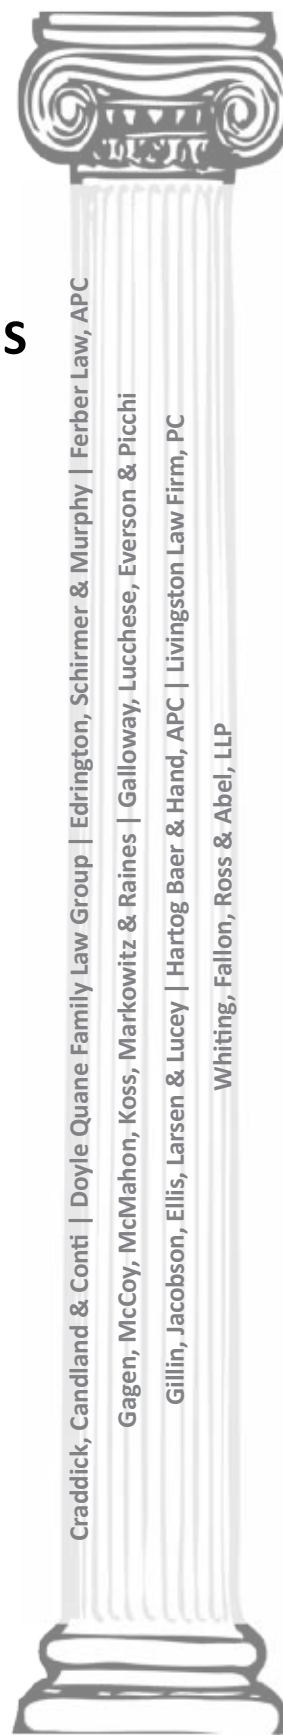 S
Craddick, Candland & Conti | Doyle Quane Family Law Group | Edrington, Schirmer & Murphy | Ferber Law, APC
Gagen, McCoy, McMahon, Koss, Markowitz & Raines | Galloway, Lucchese, Everson & Picchi
Gillin, Jacobson, Ellis, Larsen & Lucey | Hartog Baer & Hand, APC | Livingston Law Firm, PC
Whiting, Fallon, Ross & Abel, LLP